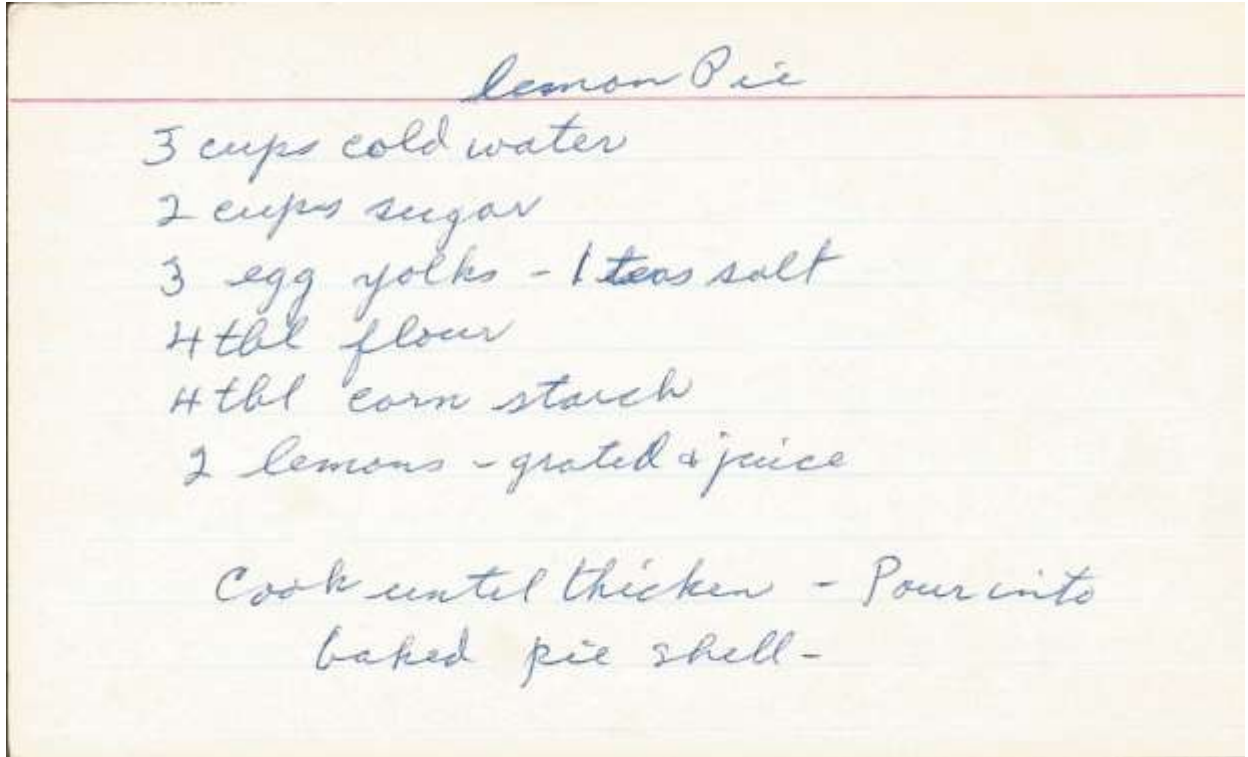 lemon Pie
3 cups cold water
2 cups sugar
3 egg yolks - 1 teas salt
4 tbl flour
4 tbl corn starch
2 lemons - grated & juice
Cook until thicken - Pour into
baked pie shell -